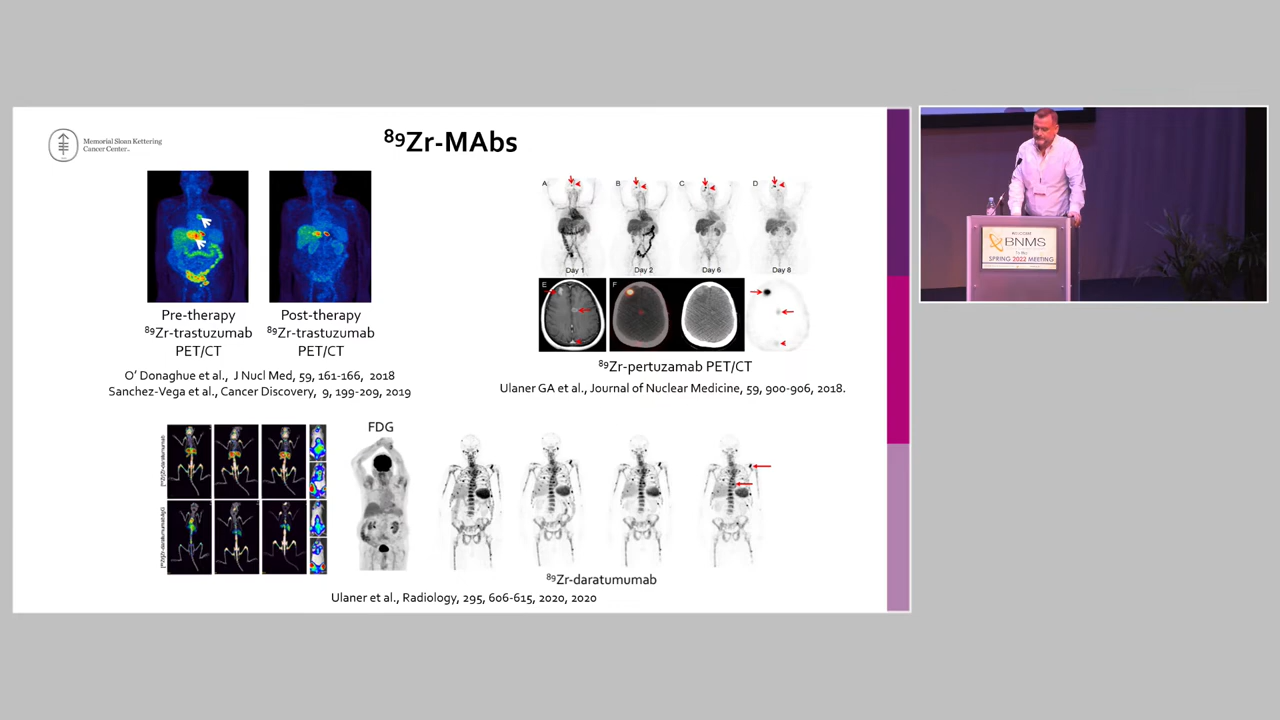 Memorial Sloan Kettering
Cancer Center
⁸⁹Zr-MAbs
Pre-therapy
⁸⁹Zr-trastuzumab
PET/CT
Post-therapy
⁸⁹Zr-trastuzumab
PET/CT
O' Donaghue et al., J Nucl Med, 59, 161-166, 2018
Sanchez-Vega et al., Cancer Discovery, 9, 199-209, 2019
A
B
C
D
Day 1
Day 2
Day 6
Day 8
E
F
⁸⁹Zr-pertuzamab PET/CT
Ulaner GA et al., Journal of Nuclear Medicine, 59, 900-906, 2018.
FDG
⁸⁹Zr-daratumumab
Ulaner et al., Radiology, 295, 606-615, 2020, 2020
WELCOME
BNMS
SPRING 2022 MEETING